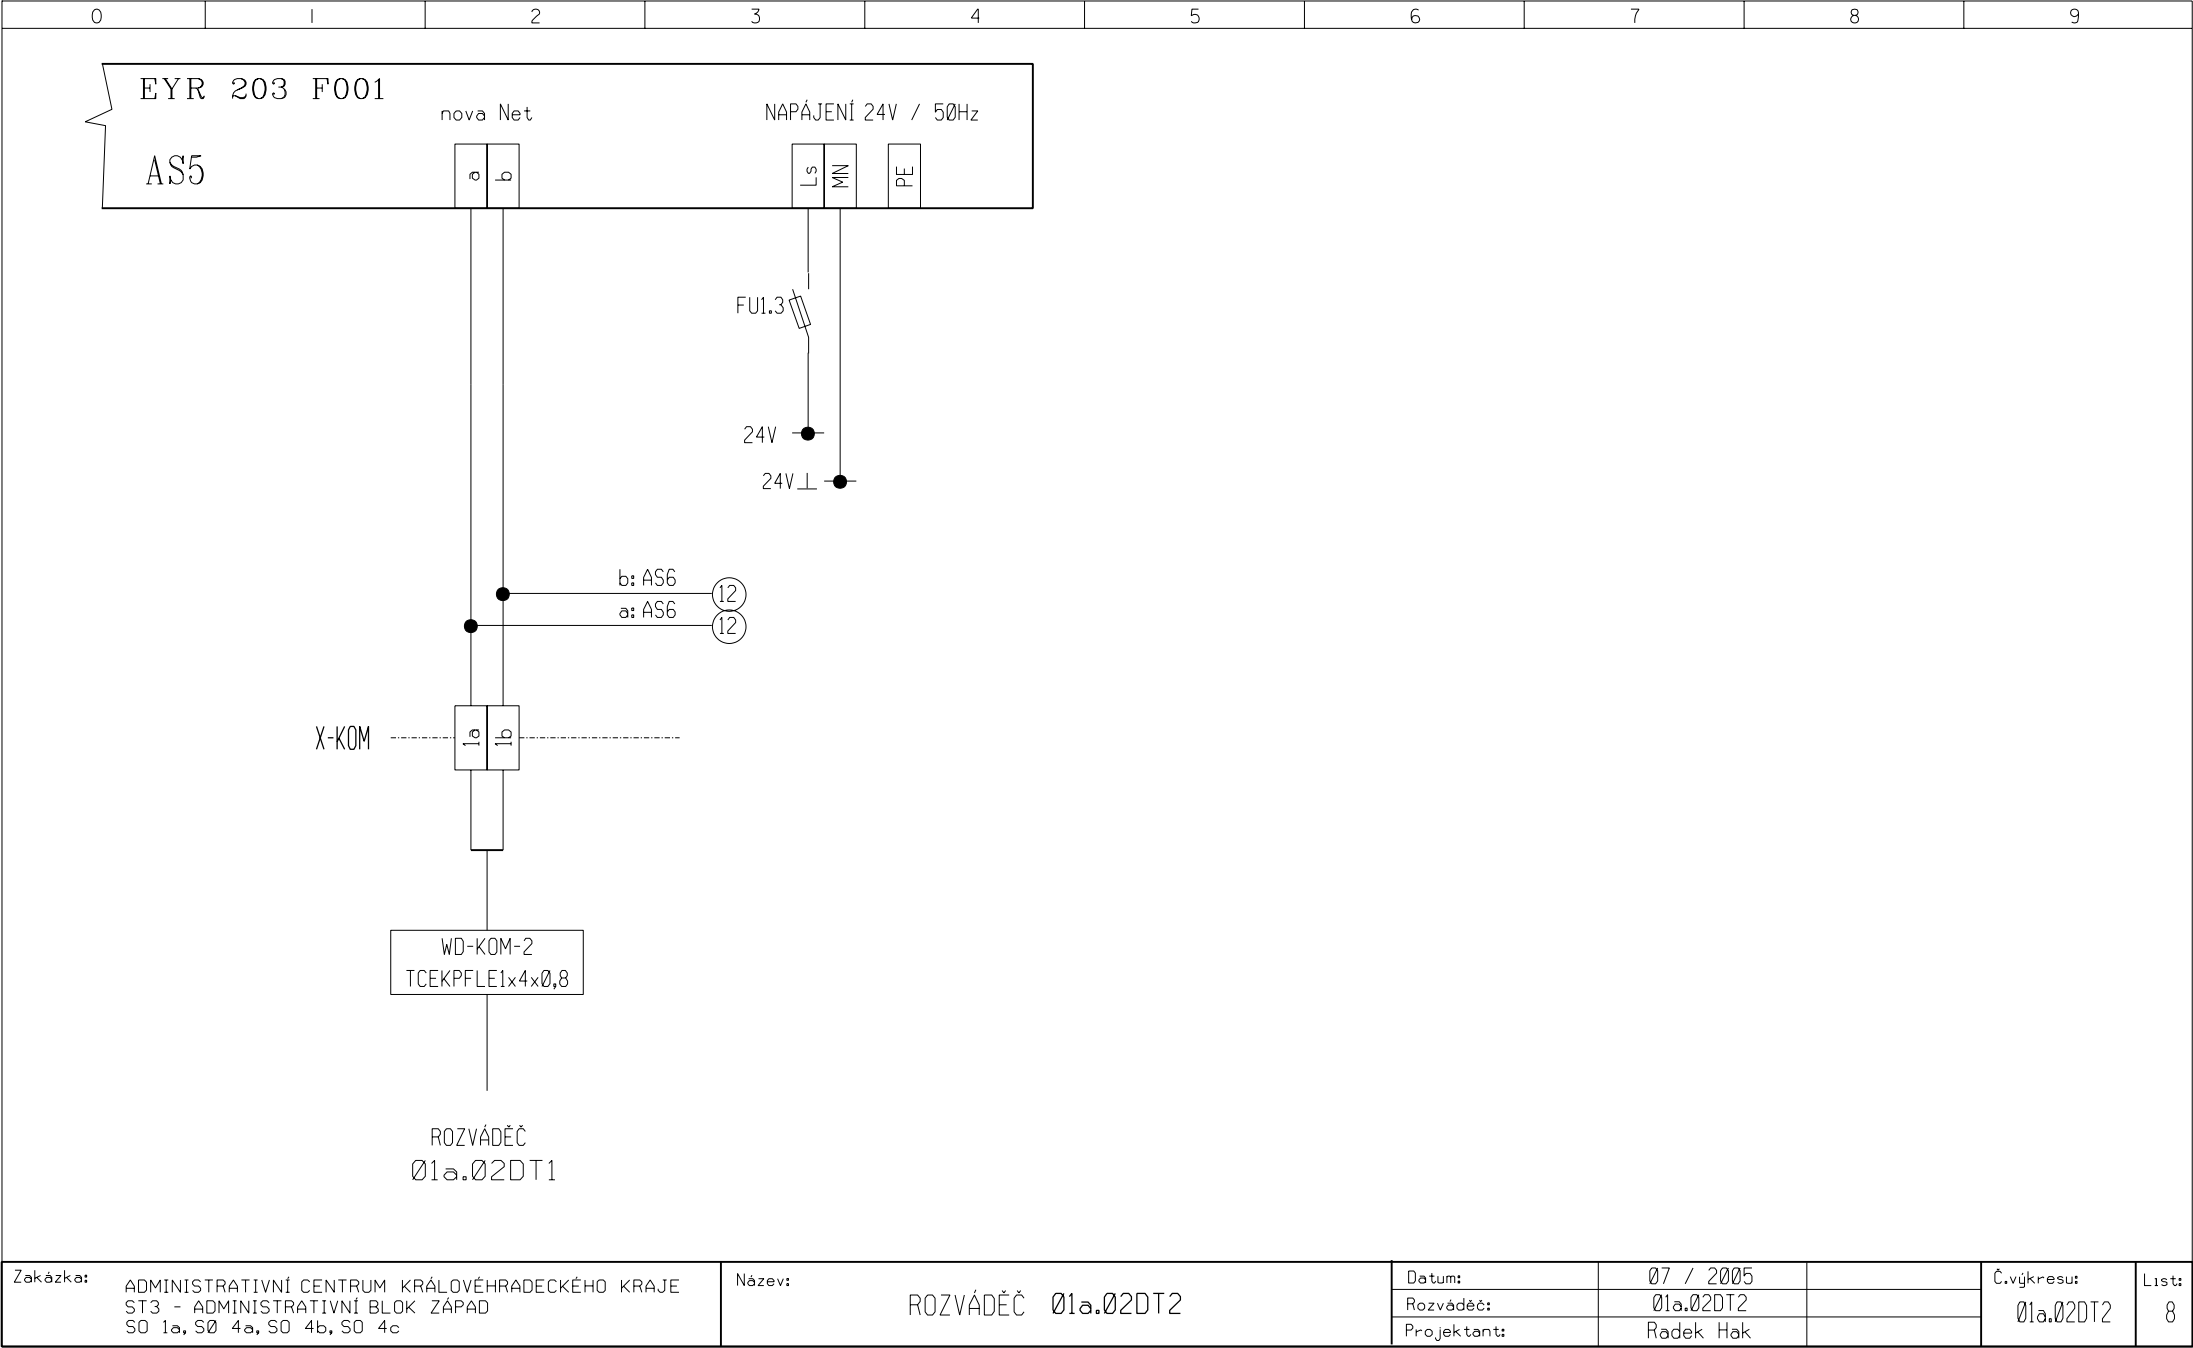 0 1 2 3 4 5 6 7 8 9
EYR 203 F001
nova Net
NAPÁJENÍ 24V / 50Hz
AS5
a b Ls MN PE
FU1.3
24V
24V
b: AS6 12
a: AS6 12
X-KOM 1a 1b
WD-KOM-2
TCEKPFLE1x4x0,8
ROZVÁDĚČ
01a.02DT1
Zakázka:
ADMINISTRATIVNÍ CENTRUM KRÁLOVÉHRADECKÉHO KRAJE
ST3 - ADMINISTRATIVNÍ BLOK ZÁPAD
SO 1a, SO 4a, SO 4b, SO 4c
Název:
ROZVÁDĚČ 01a.02DT2
Datum: 07 / 2005
Rozváděč: 01a.02DT2
Projektant: Radek Hak
Č.výkresu:
01a.02DT2
List:
8